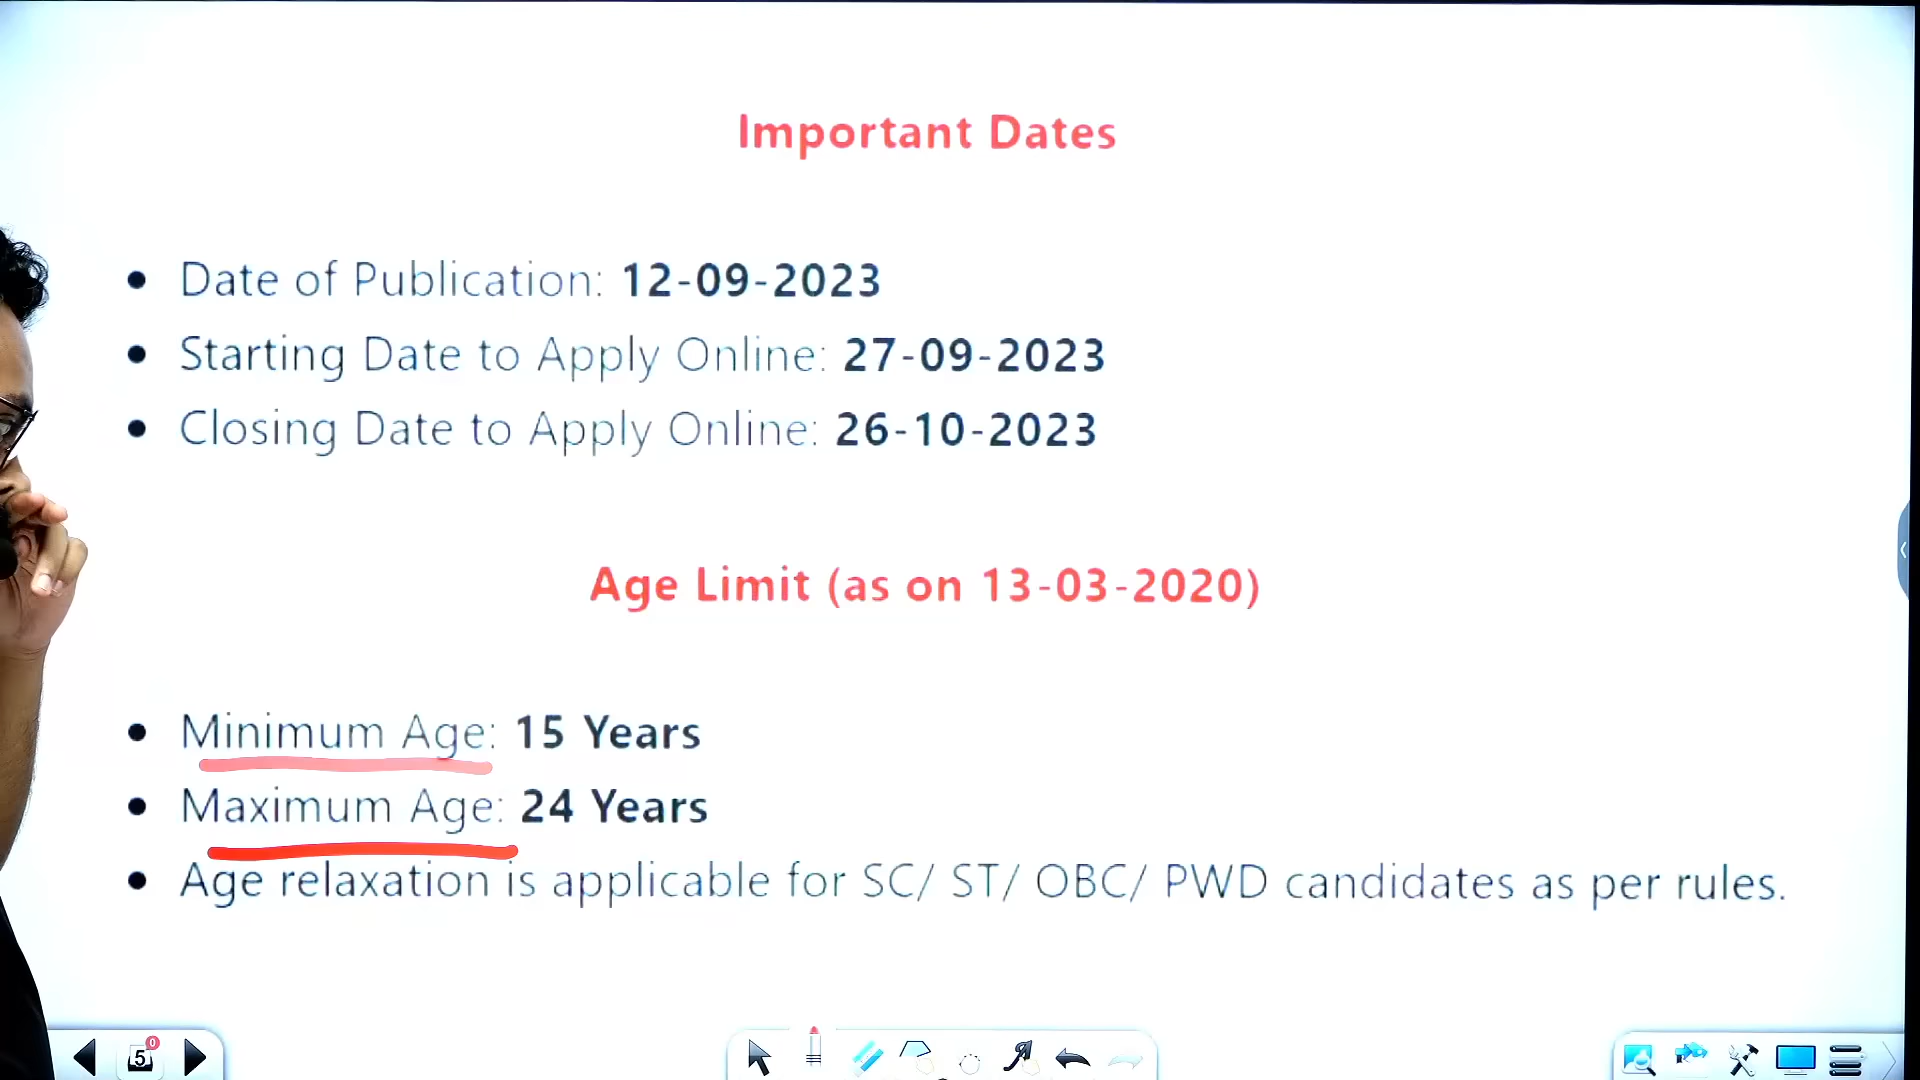 Important Dates
• Date of Publication: 12-09-2023
• Starting Date to Apply Online: 27-09-2023
• Closing Date to Apply Online: 26-10-2023
Age Limit (as on 13-03-2020)
• Minimum Age: 15 Years
• Maximum Age: 24 Years
• Age relaxation is applicable for SC/ ST/ OBC/ PWD candidates as per rules.
5
0